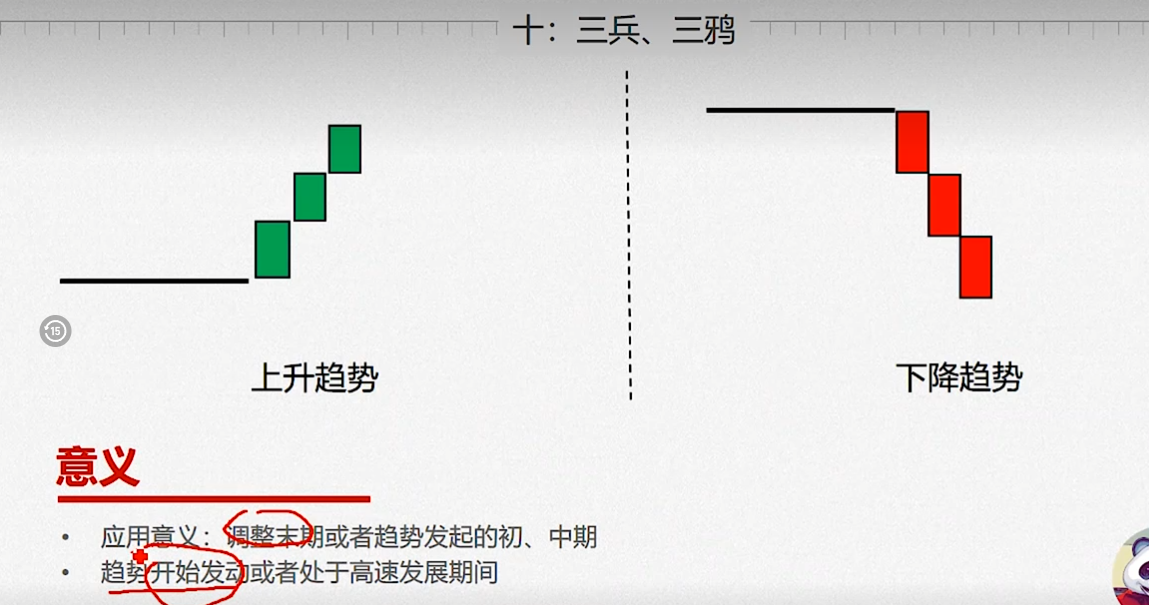 十：三兵、三鸦
15
上升趋势
下降趋势
意义
• 应用意义：调整末期或者趋势发起的初、中期
• 趋势开始发动或者处于高速发展期间